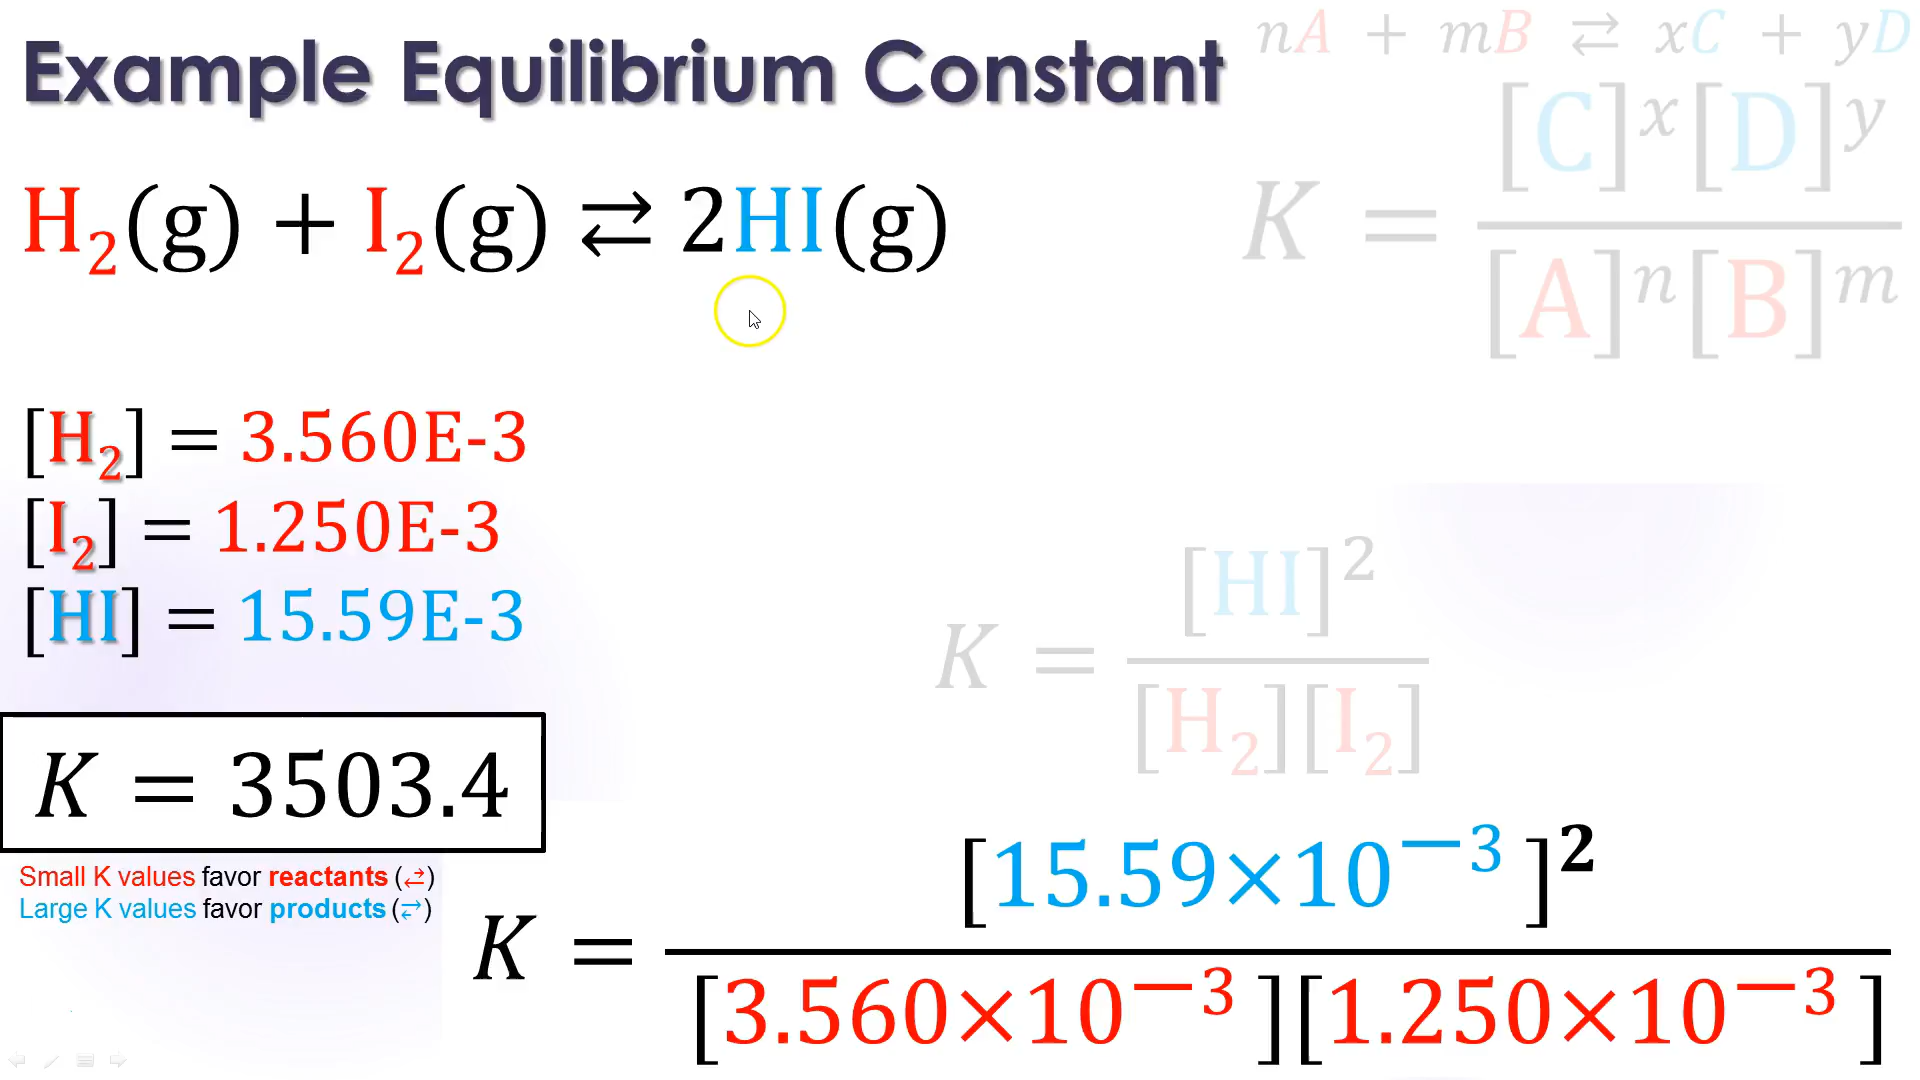 Example Equilibrium Constant
nA + mB ⇄ xC + yD
K = [C]ˣ[D]ʸ / [A]ⁿ[B]ᵐ
H₂(g) + I₂(g) ⇄ 2HI(g)
[H₂] = 3.560E-3
[I₂] = 1.250E-3
[HI] = 15.59E-3
K = [HI]² / [H₂][I₂]
K = 3503.4
Small K values favor reactants (⇄)
Large K values favor products (⇄)
K = [15.59×10⁻³ ]² / [3.560×10⁻³ ][1.250×10⁻³ ]